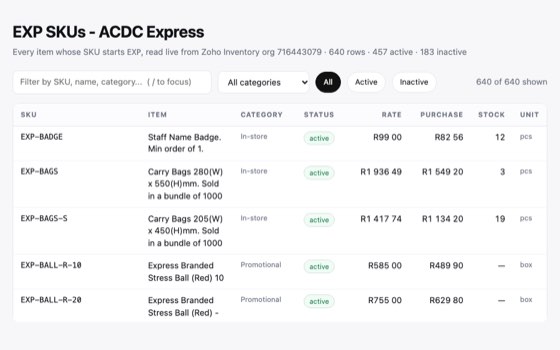 EXP SKUs - ACDC Express
Every item whose SKU starts EXP, read live from Zoho Inventory org 716443079 · 640 rows · 457 active · 183 inactive
Filter by SKU, name, category... ( / to focus) All categories All Active Inactive 640 of 640 shown
SKU ITEM CATEGORY STATUS RATE PURCHASE STOCK UNIT
EXP-BADGE Staff Name Badge. In-store active R99 00 R82 56 12 pcs
Min order of 1.
EXP-BAGS Carry Bags 280(W) In-store active R1 936 49 R1 549 20 3 pcs
x 550(H)mm. Sold
in a bundle of 1000
EXP-BAGS-S Carry Bags 205(W) In-store active R1 417 74 R1 134 20 19 pcs
x 450(H)mm. Sold
in a bundle of 1000
EXP-BALL-R-10 Express Branded Promotional active R585 00 R489 90 — box
Stress Ball (Red) 10
EXP-BALL-R-20 Express Branded Promotional active R755 00 R629 80 — box
Stress Ball (Red) -